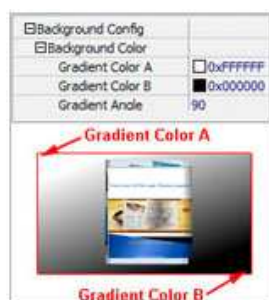 Background Config
Background Color
Gradient Color A 0xFFFFFF
Gradient Color B 0x000000
Gradient Angle 90
Gradient Color A
Gradient Color B